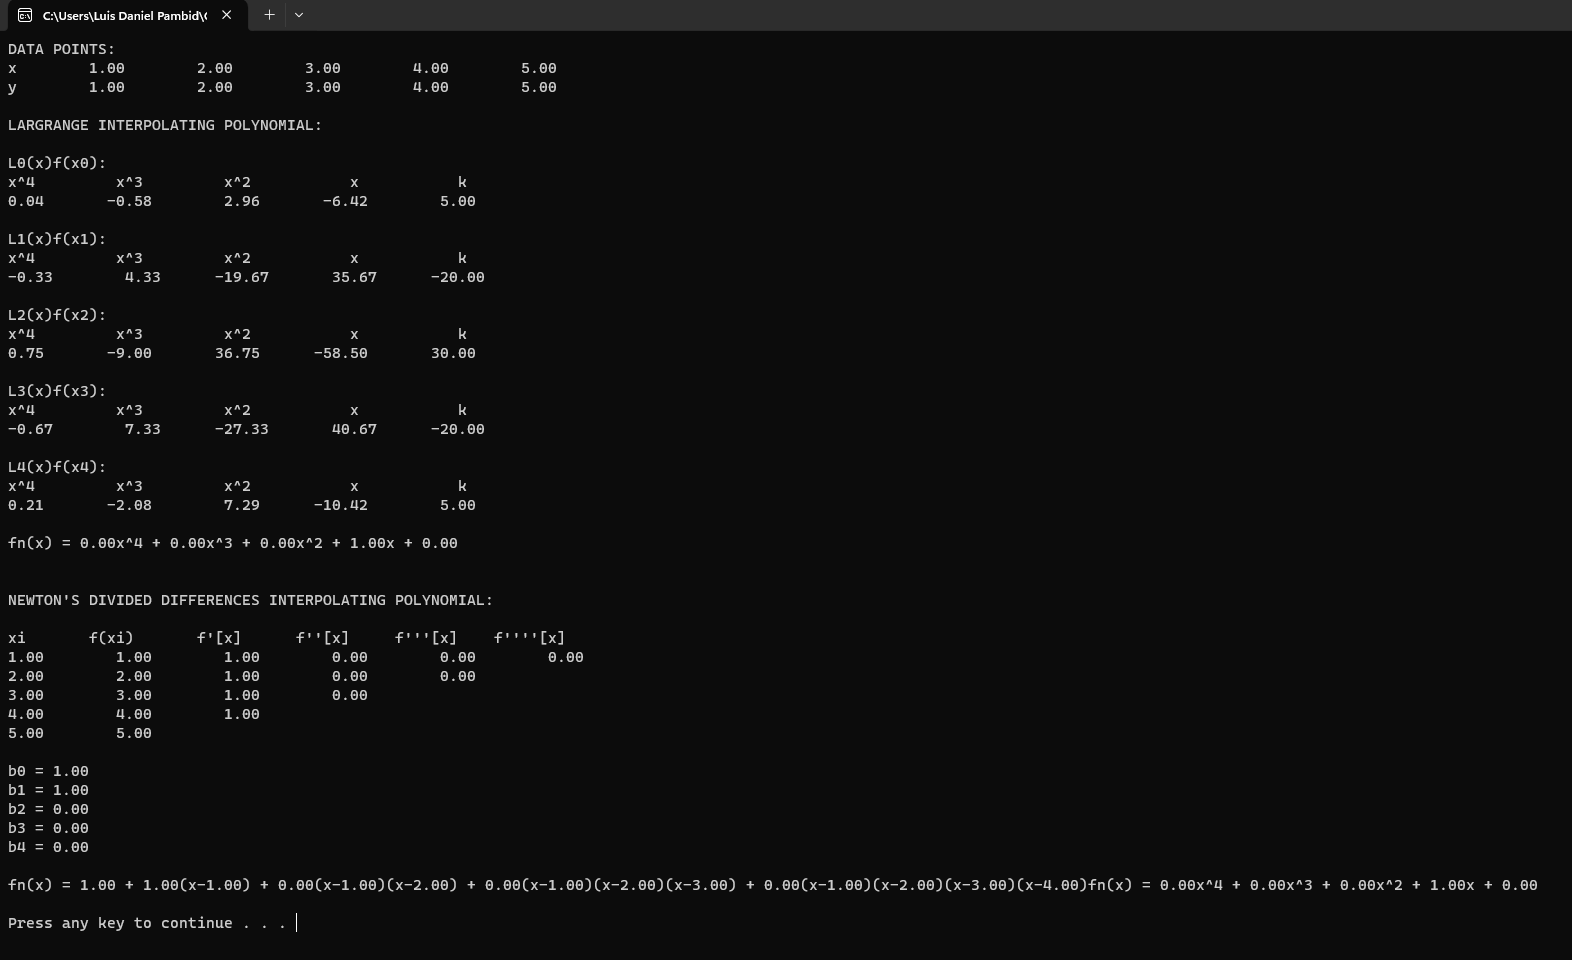 C:\Users\Luis Daniel Pambid\(
DATA POINTS:
x 1.00 2.00 3.00 4.00 5.00
y 1.00 2.00 3.00 4.00 5.00
LARGRANGE INTERPOLATING POLYNOMIAL:
L0(x)f(x0):
x^4 x^3 x^2 x k
0.04 -0.58 2.96 -6.42 5.00
L1(x)f(x1):
x^4 x^3 x^2 x k
-0.33 4.33 -19.67 35.67 -20.00
L2(x)f(x2):
x^4 x^3 x^2 x k
0.75 -9.00 36.75 -58.50 30.00
L3(x)f(x3):
x^4 x^3 x^2 x k
-0.67 7.33 -27.33 40.67 -20.00
L4(x)f(x4):
x^4 x^3 x^2 x k
0.21 -2.08 7.29 -10.42 5.00
fn(x) = 0.00x^4 + 0.00x^3 + 0.00x^2 + 1.00x + 0.00
NEWTON'S DIVIDED DIFFERENCES INTERPOLATING POLYNOMIAL:
xi f(xi) f'[x] f''[x] f'''[x] f''''[x]
1.00 1.00 1.00 0.00 0.00 0.00
2.00 2.00 1.00 0.00 0.00
3.00 3.00 1.00 0.00
4.00 4.00 1.00
5.00 5.00
b0 = 1.00
b1 = 1.00
b2 = 0.00
b3 = 0.00
b4 = 0.00
fn(x) = 1.00 + 1.00(x-1.00) + 0.00(x-1.00)(x-2.00) + 0.00(x-1.00)(x-2.00)(x-3.00) + 0.00(x-1.00)(x-2.00)(x-3.00)(x-4.00)fn(x) = 0.00x^4 + 0.00x^3 + 0.00x^2 + 1.00x + 0.00
Press any key to continue . . .